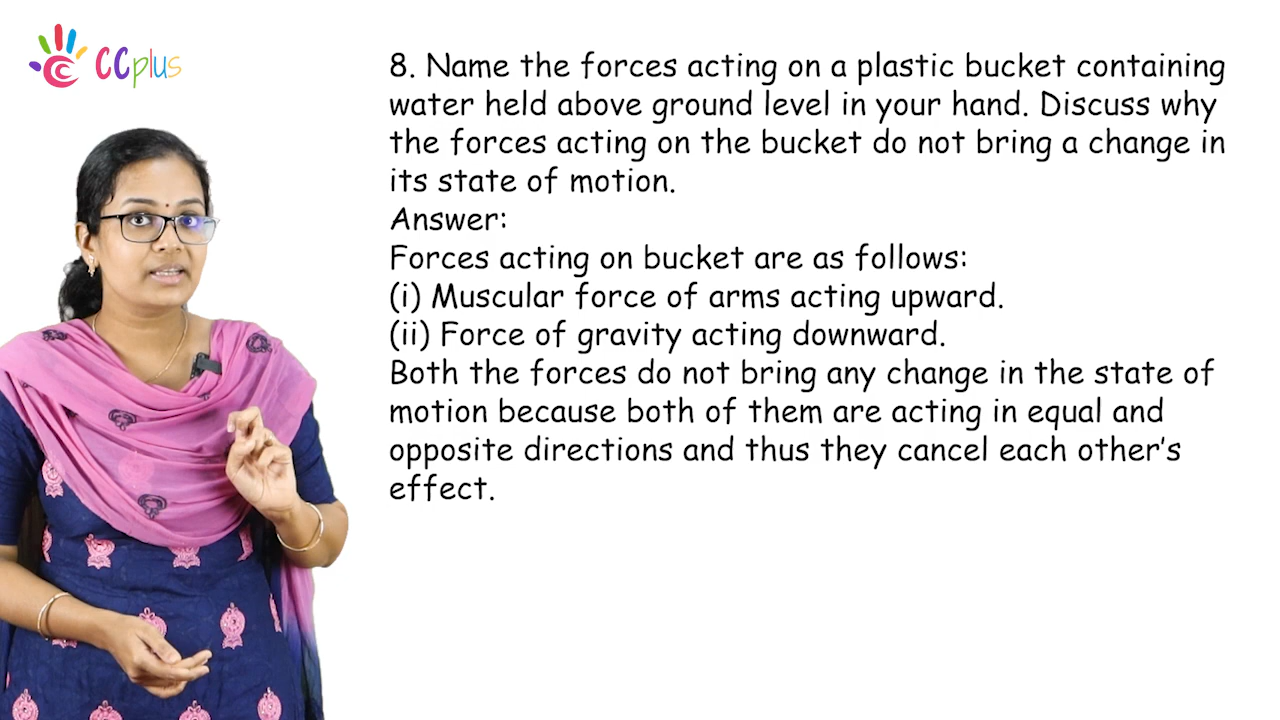 CCplus
8. Name the forces acting on a plastic bucket containing
water held above ground level in your hand. Discuss why
the forces acting on the bucket do not bring a change in
its state of motion.
Answer:
Forces acting on bucket are as follows:
(i) Muscular force of arms acting upward.
(ii) Force of gravity acting downward.
Both the forces do not bring any change in the state of
motion because both of them are acting in equal and
opposite directions and thus they cancel each other's
effect.